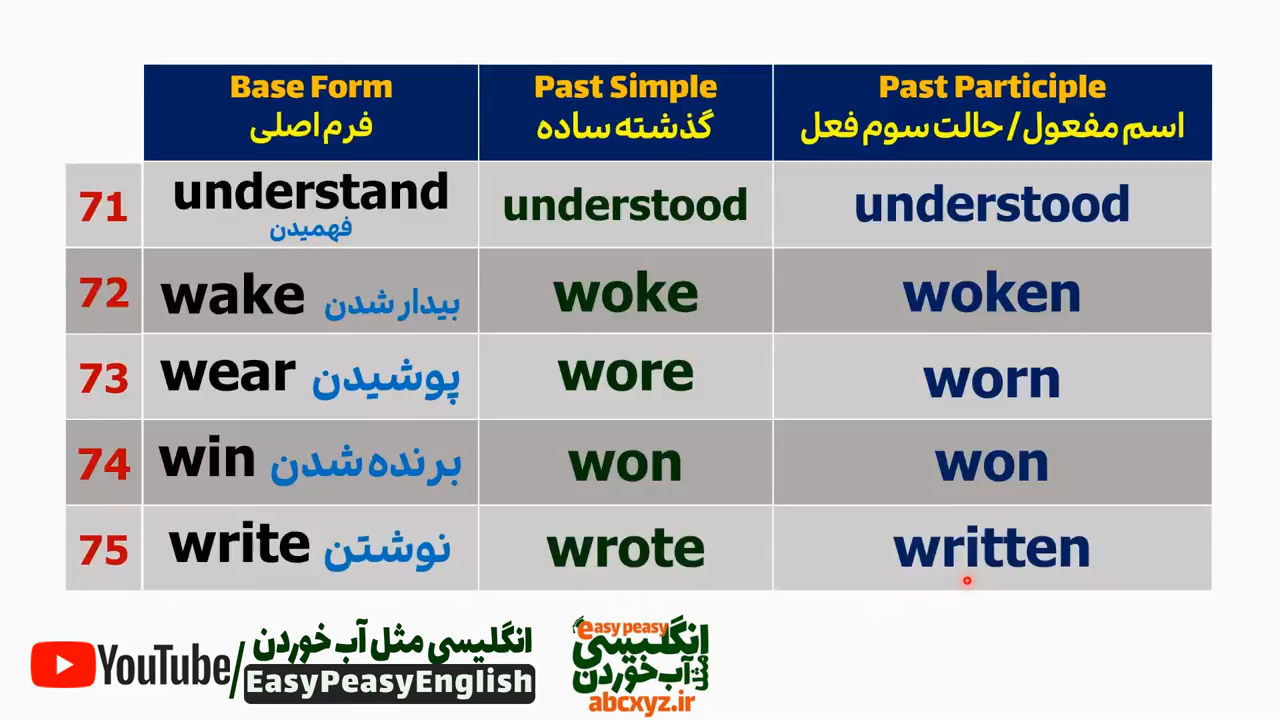 Base Form Past Simple Past Participle
فرم اصلی گذشته ساده اسم مفعول / حالت سوم فعل
71 understand understood understood
فهمیدن
72 wake بیدار شدن woke woken
73 wear پوشیدن wore worn
74 win برنده شدن won won
75 write نوشتن wrote written
YouTube / انگلیسی مثل آب خوردن
EasyPeasyEnglish
easy peasy
انگلیسی
مثل
آب خوردن
abcxyz.ir